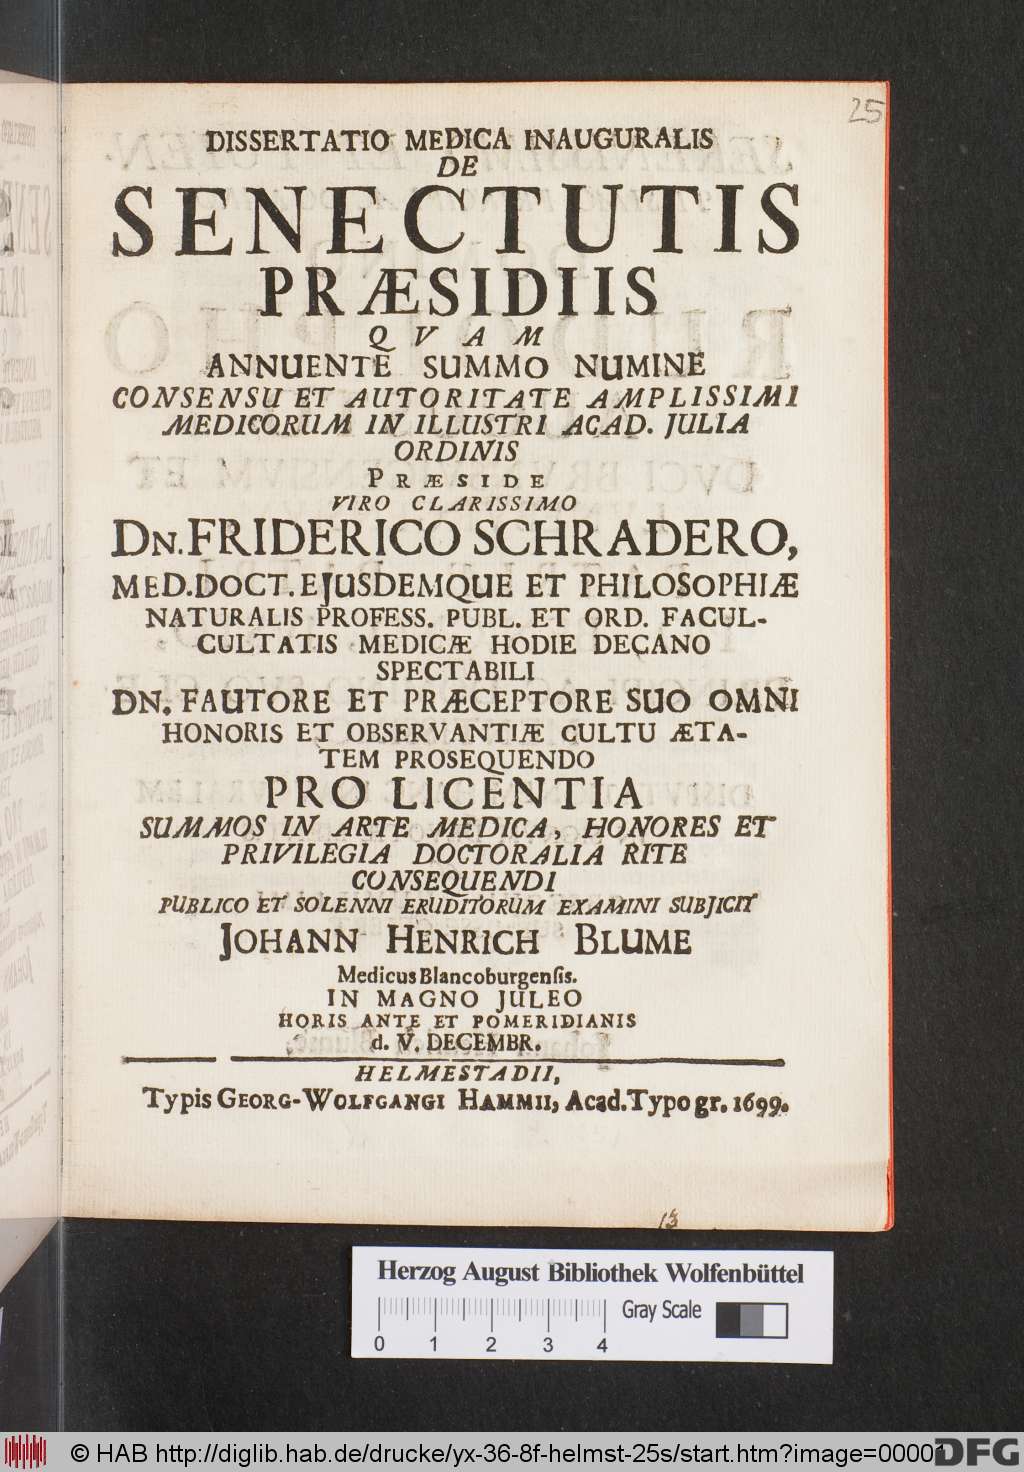 25
DISSERTATIO MEDICA INAUGURALIS
DE
SENECTUTIS
PRÆSIDIIS
QVAM
ANNUENTE SUMMO NUMINE
CONSENSU ET AUTORITATE AMPLISSIMI
MEDICORUM IN ILLUSTRI ACAD. JULIA
ORDINIS
PRÆSIDE
VIRO CLARISSIMO
DN. FRIDERICO SCHRADERO,
MED. DOCT. EJUSDEMQUE ET PHILOSOPHIÆ
NATURALIS PROFESS. PUBL. ET ORD. FACUL-
CULTATIS MEDICÆ HODIE DECANO
SPECTABILI
DN. FAUTORE ET PRÆCEPTORE SUO OMNI
HONORIS ET OBSERVANTIÆ CULTU ÆTA-
TEM PROSEQUENDO
PRO LICENTIA
SUMMOS IN ARTE MEDICA, HONORES ET
PRIVILEGIA DOCTORALIA RITE
CONSEQUENDI
PUBLICO ET SOLENNI ERUDITORUM EXAMINI SUBJICIT
JOHANN HENRICH BLUME
Medicus Blancoburgenſis.
IN MAGNO JULEO
HORIS ANTE ET POMERIDIANIS
d. V. DECEMBR.
HELMESTADII,
Typis GEORG-WOLFGANGI HAMMII, Acad. Typogr. 1699.
13
Herzog August Bibliothek Wolfenbüttel
Gray Scale
0 1 2 3 4
© HAB http://diglib.hab.de/drucke/yx-36-8f-helmst-25s/start.htm?image=00001
DFG